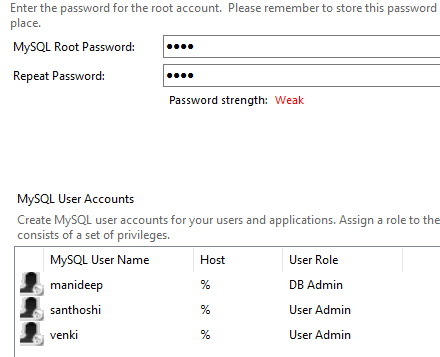 Enter the password for the root account.  Please remember to store this password
place.
MySQL Root Password: ••••
Repeat Password: ••••
Password strength: Weak
MySQL User Accounts
Create MySQL user accounts for your users and applications. Assign a role to the
consists of a set of privileges.
MySQL User Name Host User Role
manideep % DB Admin
santhoshi % User Admin
venki % User Admin